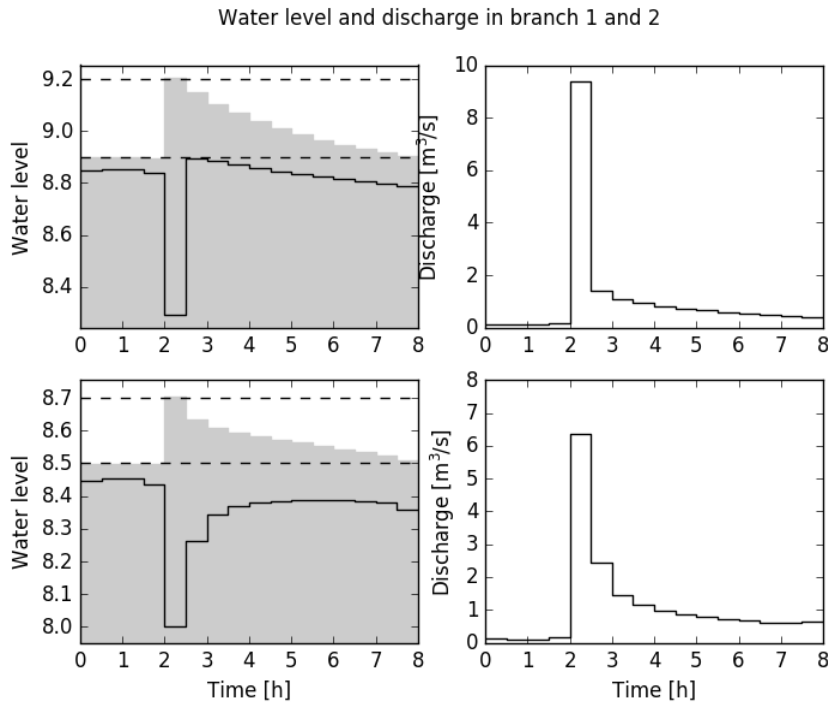 Water level and discharge in branch 1 and 2
Water level
9.2
9.0
8.8
8.6
8.4
0 1 2 3 4 5 6 7 8
Discharge [m³/s]
10
8
6
4
2
0
0 1 2 3 4 5 6 7 8
Water level
8.7
8.6
8.5
8.4
8.3
8.2
8.1
8.0
0 1 2 3 4 5 6 7 8
Time [h]
Discharge [m³/s]
8
7
6
5
4
3
2
1
0
0 1 2 3 4 5 6 7 8
Time [h]